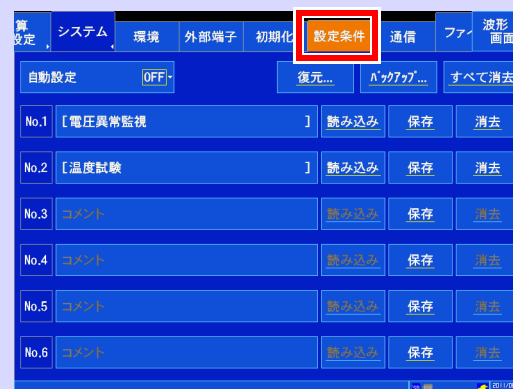 算
設定 システム 環境 外部端子 初期化 設定条件 通信 ファイ 波形
画面
自動設定 OFF 復元... バックアップ... すべて消去
No.1 [電圧異常監視 ] 読み込み 保存 消去
No.2 [温度試験 ] 読み込み 保存 消去
No.3 コメント 読み込み 保存 消去
No.4 コメント 読み込み 保存 消去
No.5 コメント 読み込み 保存 消去
No.6 コメント 読み込み 保存 消去